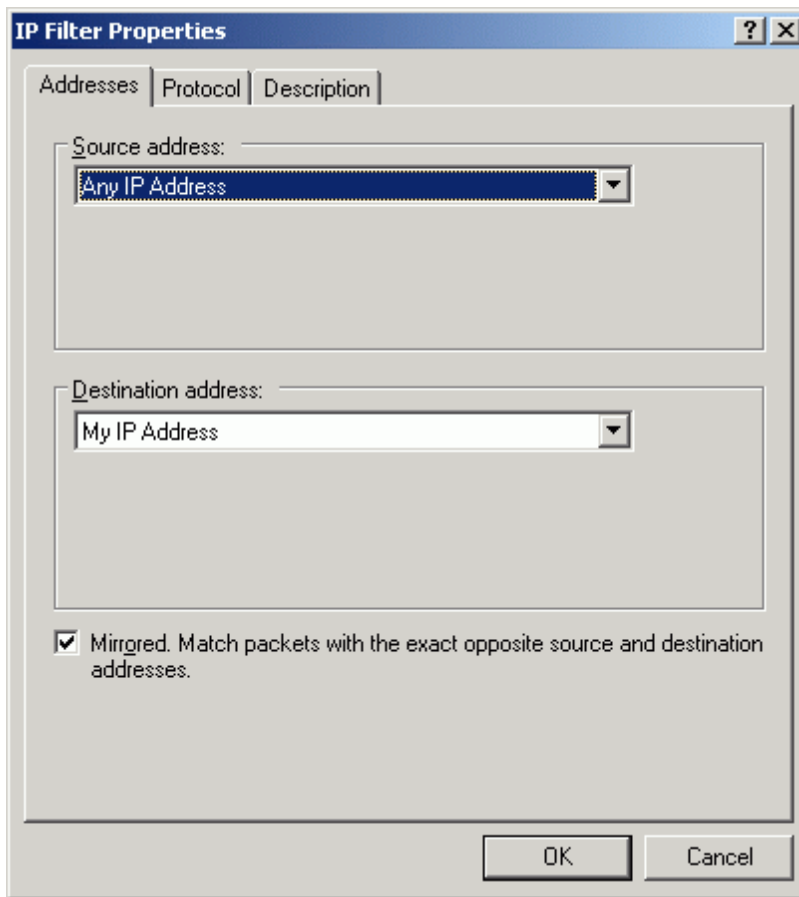 IP Filter Properties
Addresses Protocol Description
Source address:
Any IP Address
Destination address:
My IP Address
Mirrored. Match packets with the exact opposite source and destination
addresses.
OK Cancel